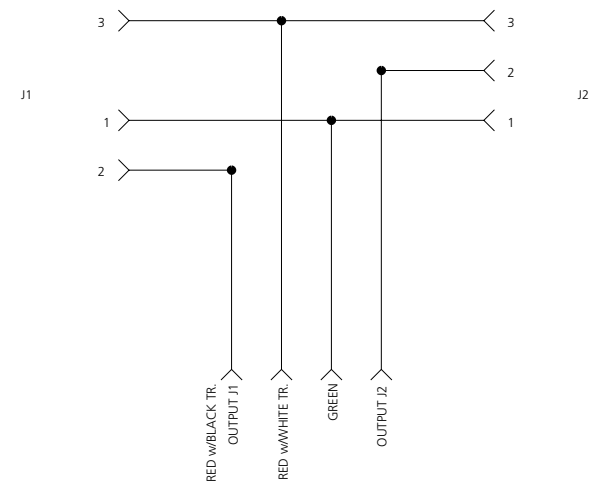 3
3
2
J1
J2
1
1
2
RED w/BLACK TR.
OUTPUT J1
RED w/WHITE TR.
GREEN
OUTPUT J2